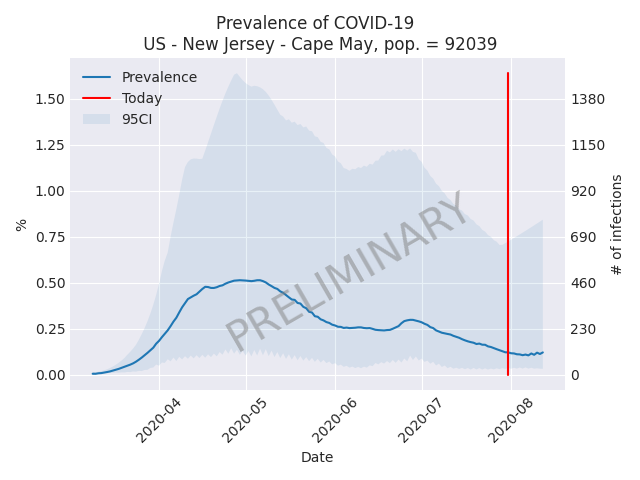 Prevalence of COVID-19
US - New Jersey - Cape May, pop. = 92039
Prevalence
Today
95CI
1.50
1.25
1.00
0.75
0.50
0.25
0.00
%
1380
1150
920
690
460
230
0
# of infections
PRELIMINARY
2020-04
2020-05
2020-06
2020-07
2020-08
Date